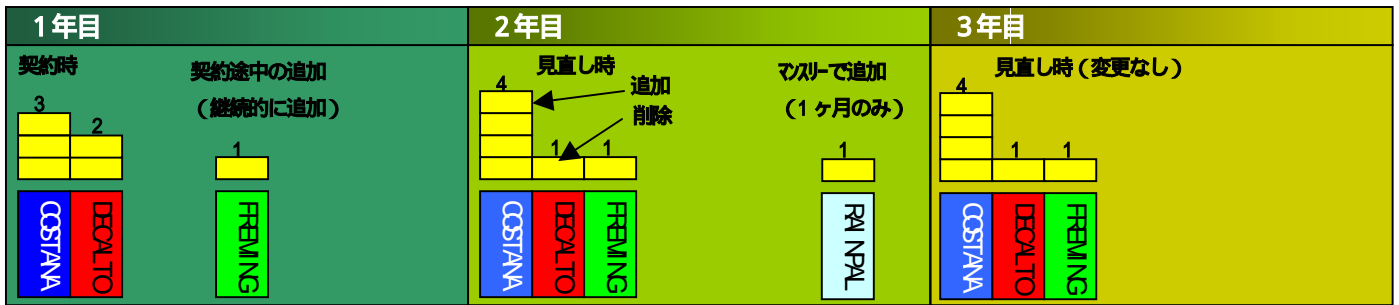 1年目
契約時
契約途中の追加
（継続的に追加）
3
2
1
COSTANA
DECALTO
FREMING
2年目
見直し時
4
追加
削除
1
1
マンスリーで追加
（1ヶ月のみ）
1
COSTANA
DECALTO
FREMING
RAINPAL
3年目
見直し時（変更なし）
4
1
1
COSTANA
DECALTO
FREMING